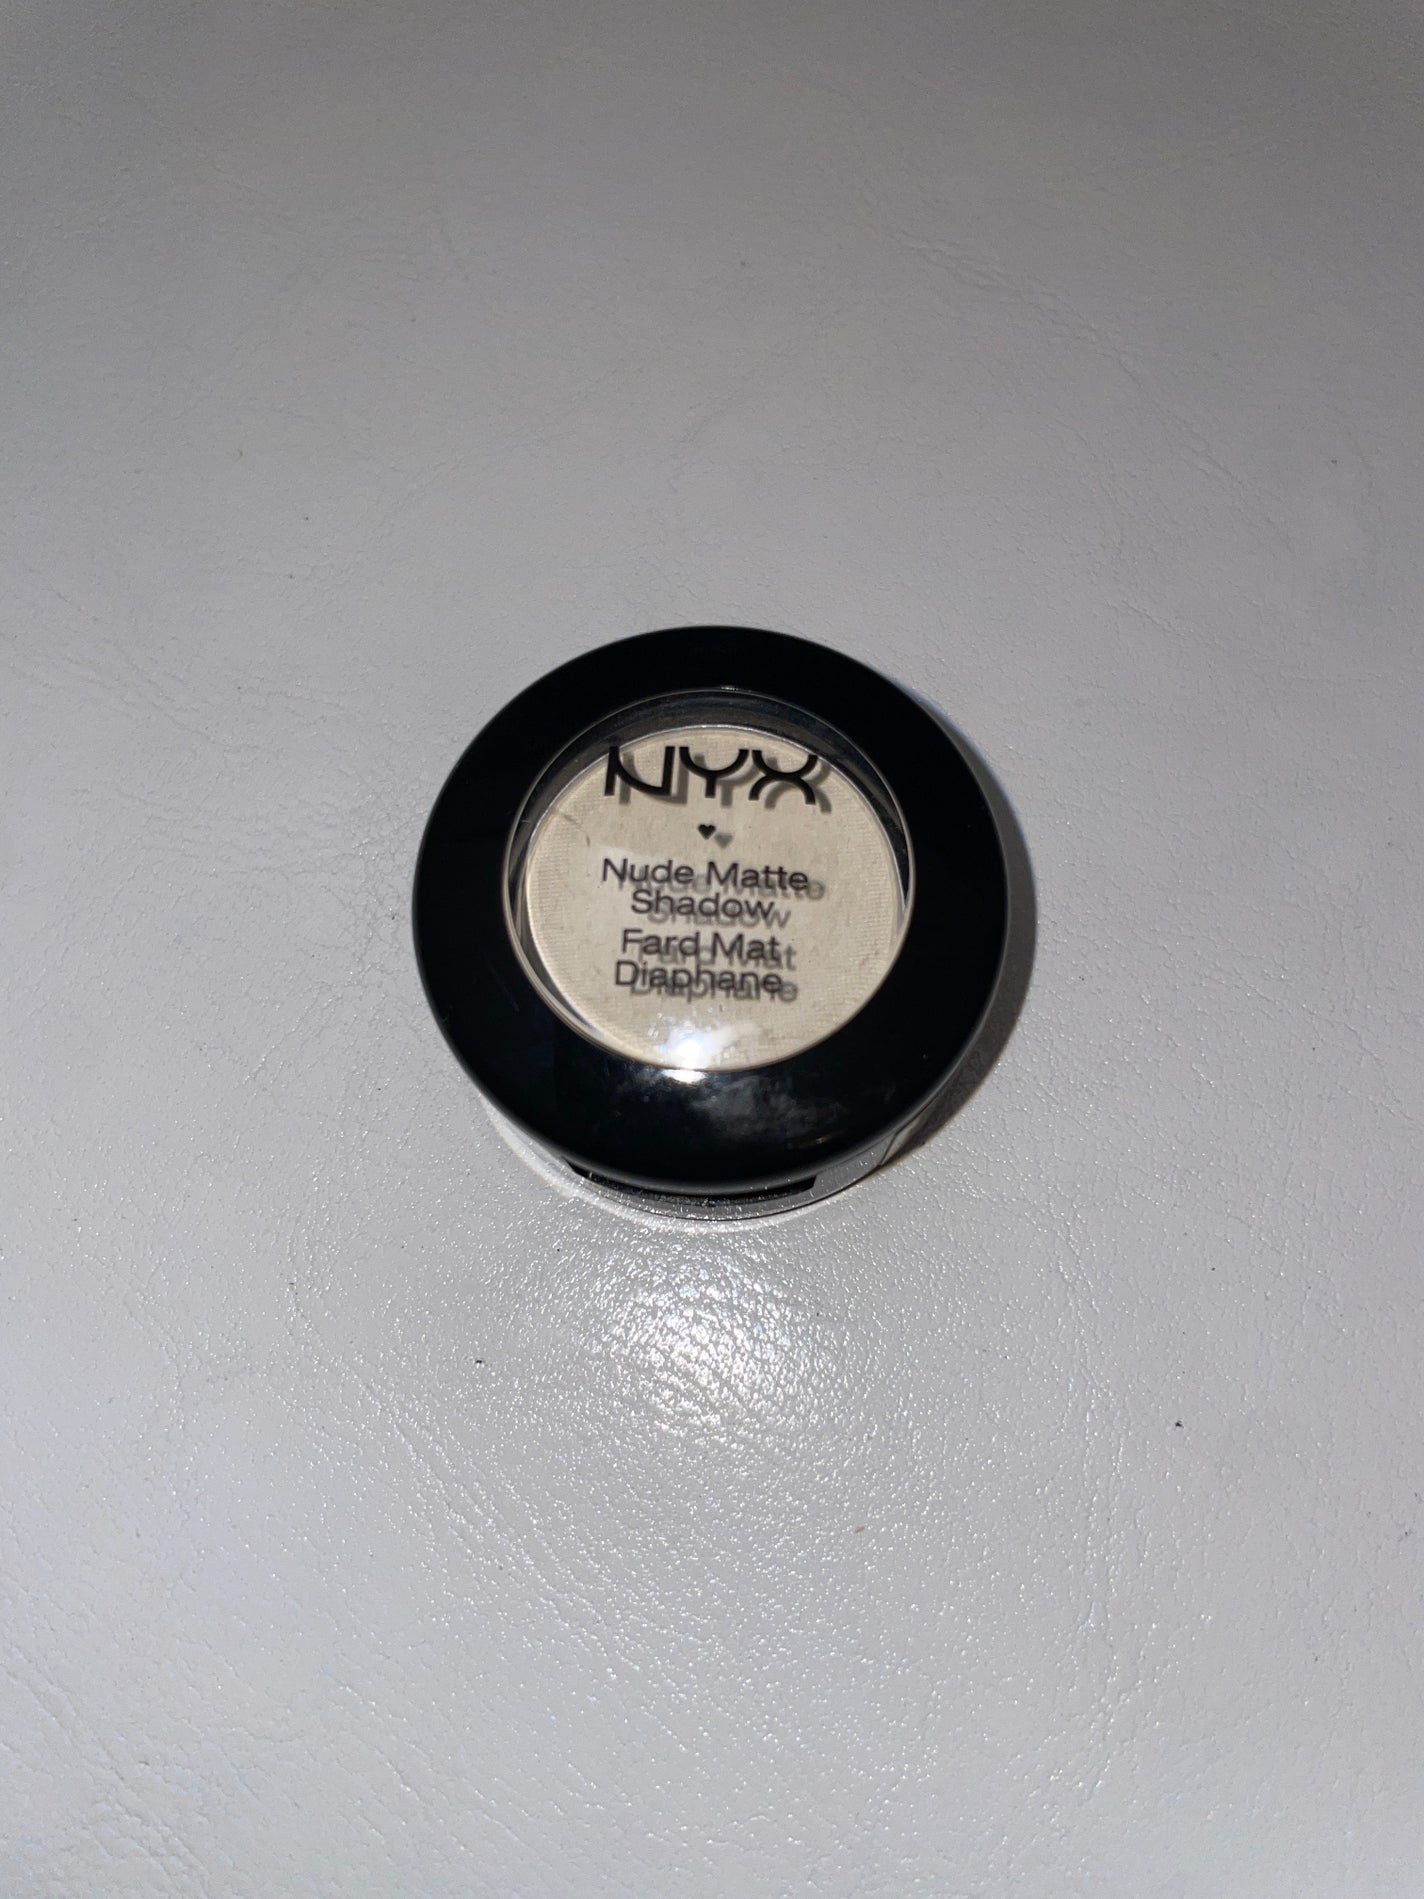 NYX
Nude Matte
Shadow
Fard Mat
Diaphane